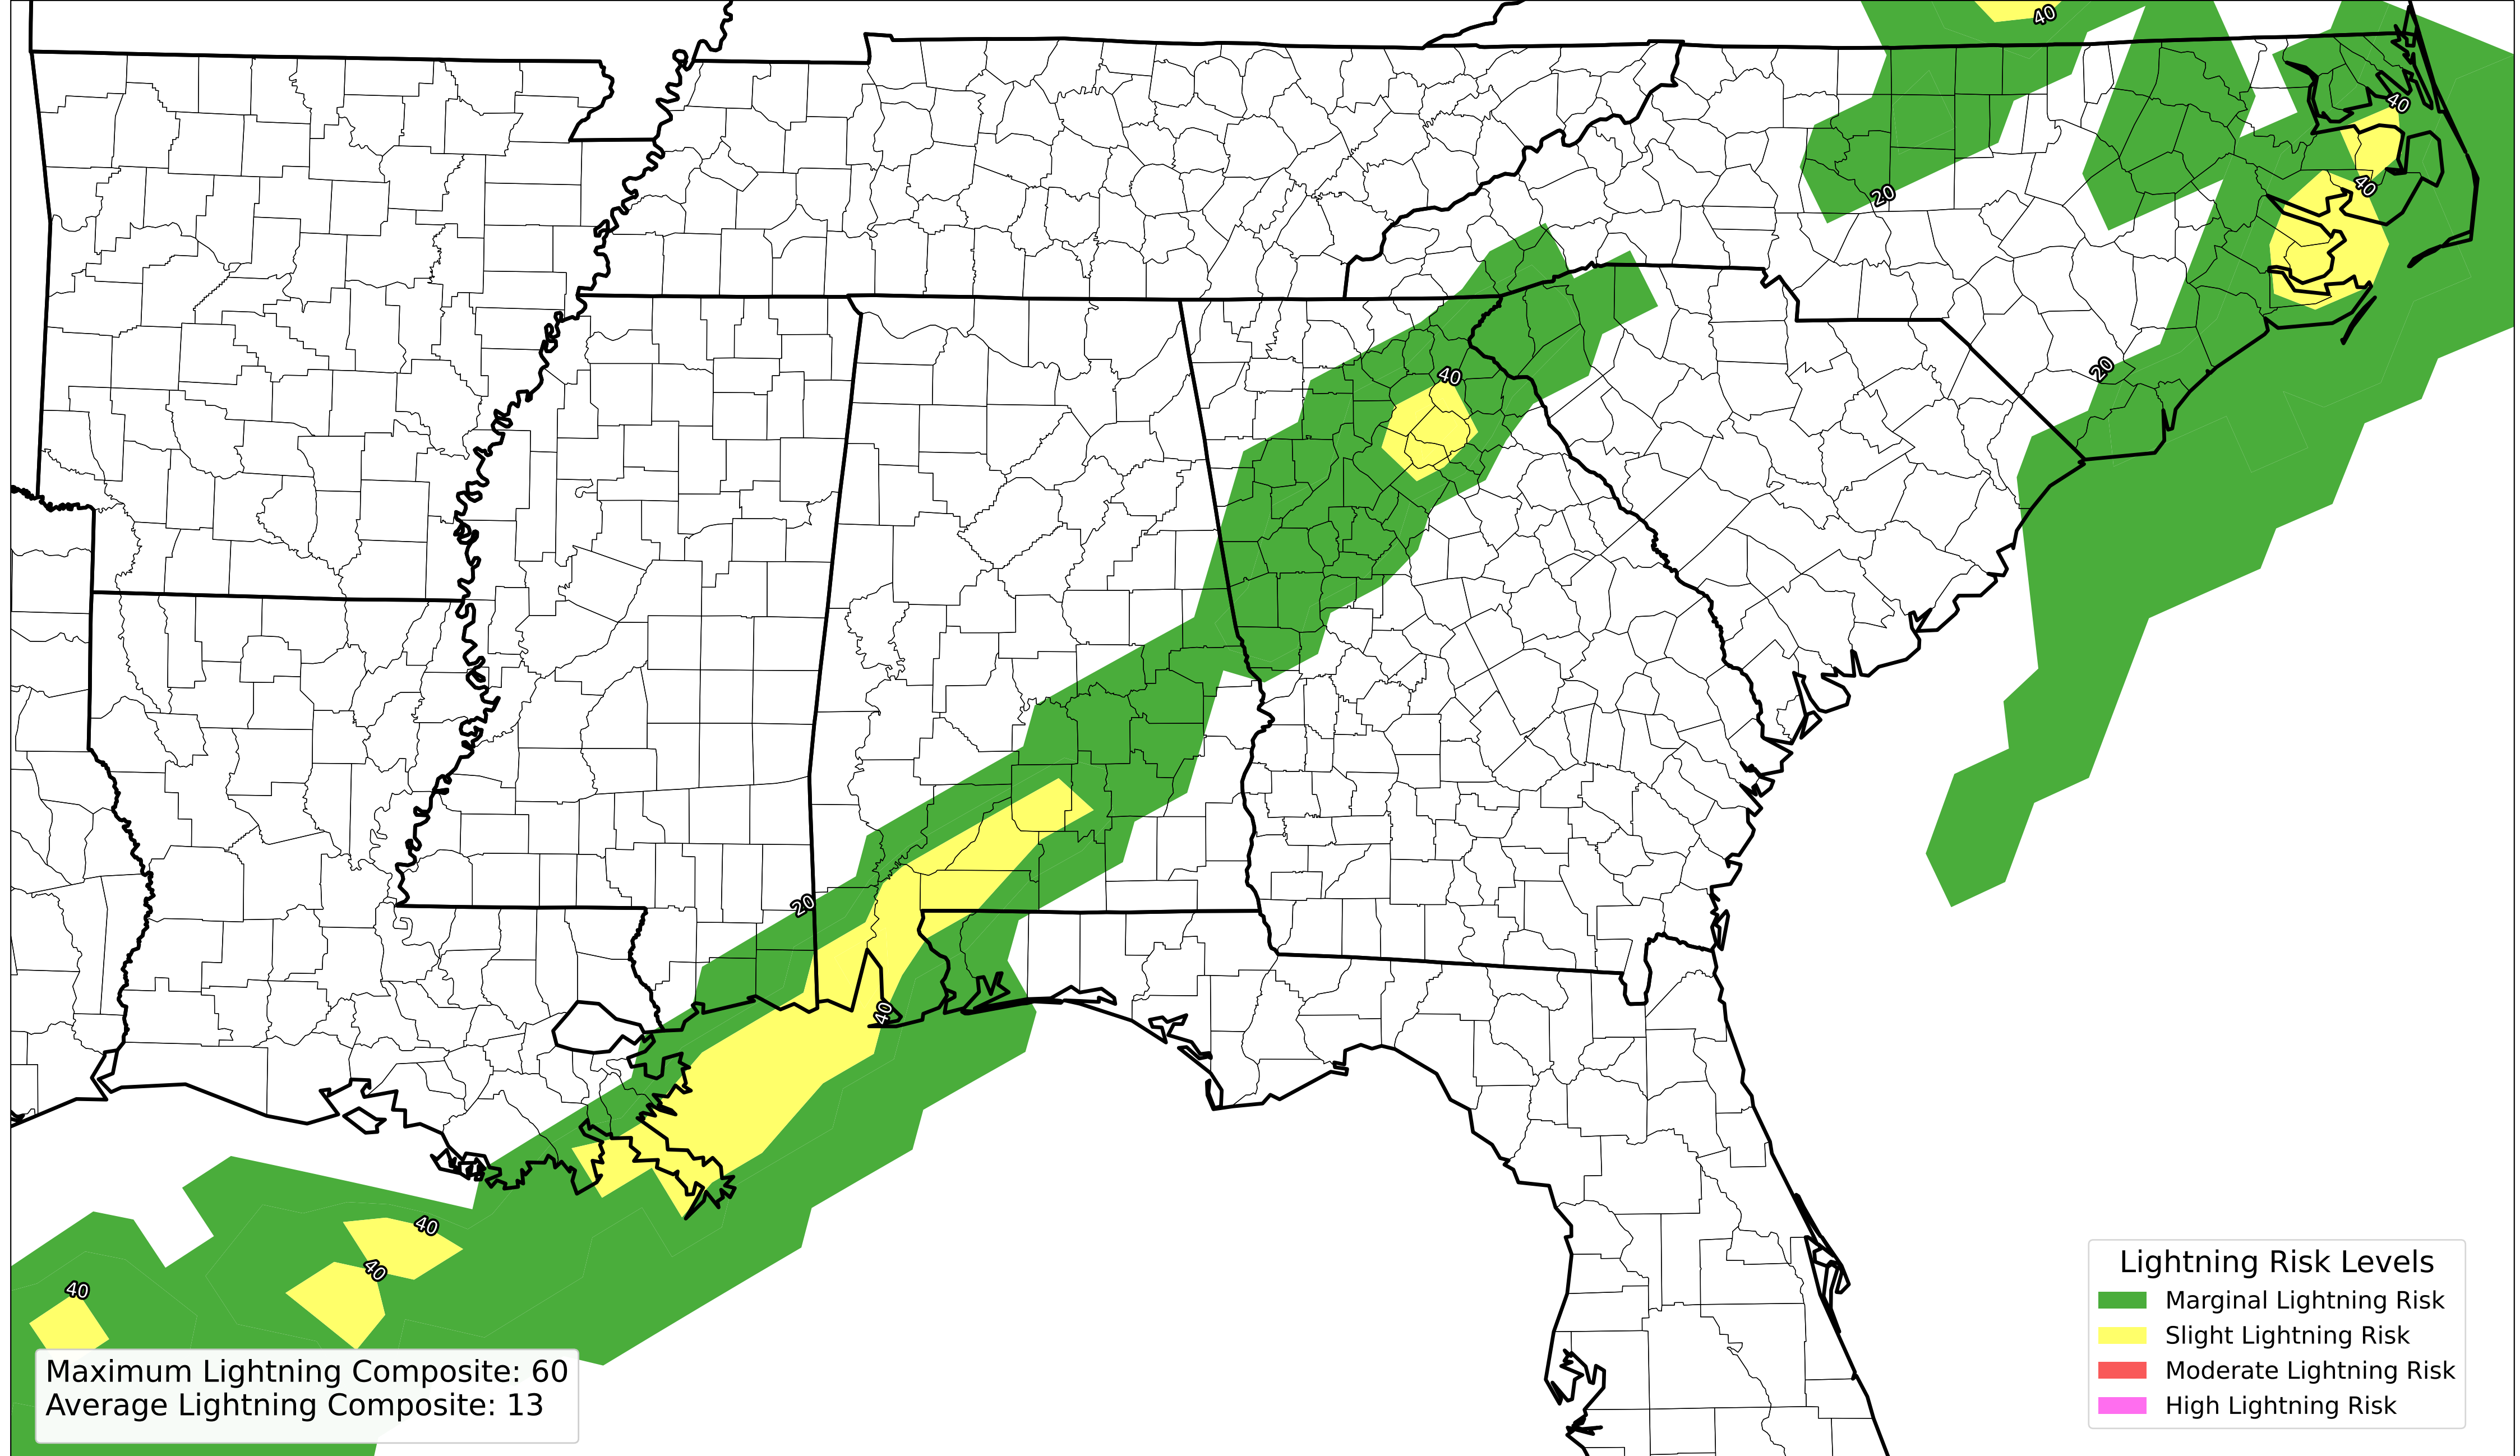 40
40
20
40
20
40
20
40
40
40
40
Maximum Lightning Composite: 60
Average Lightning Composite: 13
Lightning Risk Levels
Marginal Lightning Risk
Slight Lightning Risk
Moderate Lightning Risk
High Lightning Risk